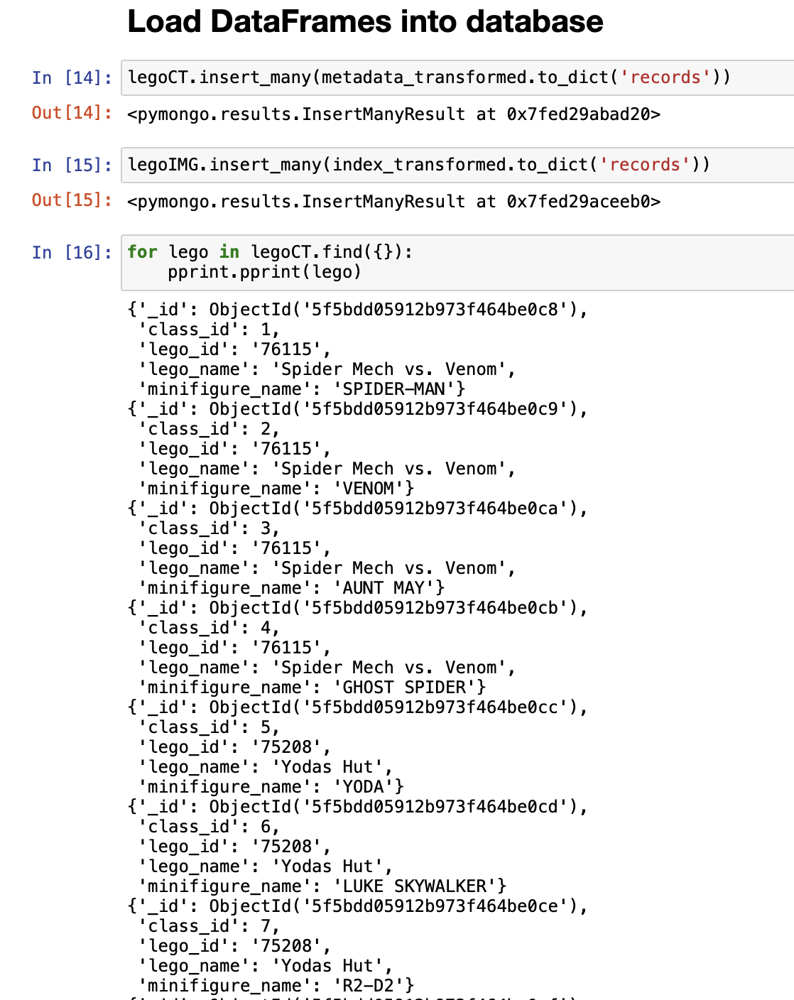 Load DataFrames into database
In [14]: legoCT.insert_many(metadata_transformed.to_dict('records'))
Out[14]: <pymongo.results.InsertManyResult at 0x7fed29abad20>
In [15]: legoIMG.insert_many(index_transformed.to_dict('records'))
Out[15]: <pymongo.results.InsertManyResult at 0x7fed29aceeb0>
In [16]: for lego in legoCT.find({}):
    pprint.pprint(lego)
{'_id': ObjectId('5f5bdd05912b973f464be0c8'),
 'class_id': 1,
 'lego_id': '76115',
 'lego_name': 'Spider Mech vs. Venom',
 'minifigure_name': 'SPIDER-MAN'}
{'_id': ObjectId('5f5bdd05912b973f464be0c9'),
 'class_id': 2,
 'lego_id': '76115',
 'lego_name': 'Spider Mech vs. Venom',
 'minifigure_name': 'VENOM'}
{'_id': ObjectId('5f5bdd05912b973f464be0ca'),
 'class_id': 3,
 'lego_id': '76115',
 'lego_name': 'Spider Mech vs. Venom',
 'minifigure_name': 'AUNT MAY'}
{'_id': ObjectId('5f5bdd05912b973f464be0cb'),
 'class_id': 4,
 'lego_id': '76115',
 'lego_name': 'Spider Mech vs. Venom',
 'minifigure_name': 'GHOST SPIDER'}
{'_id': ObjectId('5f5bdd05912b973f464be0cc'),
 'class_id': 5,
 'lego_id': '75208',
 'lego_name': 'Yodas Hut',
 'minifigure_name': 'YODA'}
{'_id': ObjectId('5f5bdd05912b973f464be0cd'),
 'class_id': 6,
 'lego_id': '75208',
 'lego_name': 'Yodas Hut',
 'minifigure_name': 'LUKE SKYWALKER'}
{'_id': ObjectId('5f5bdd05912b973f464be0ce'),
 'class_id': 7,
 'lego_id': '75208',
 'lego_name': 'Yodas Hut',
 'minifigure_name': 'R2-D2'}